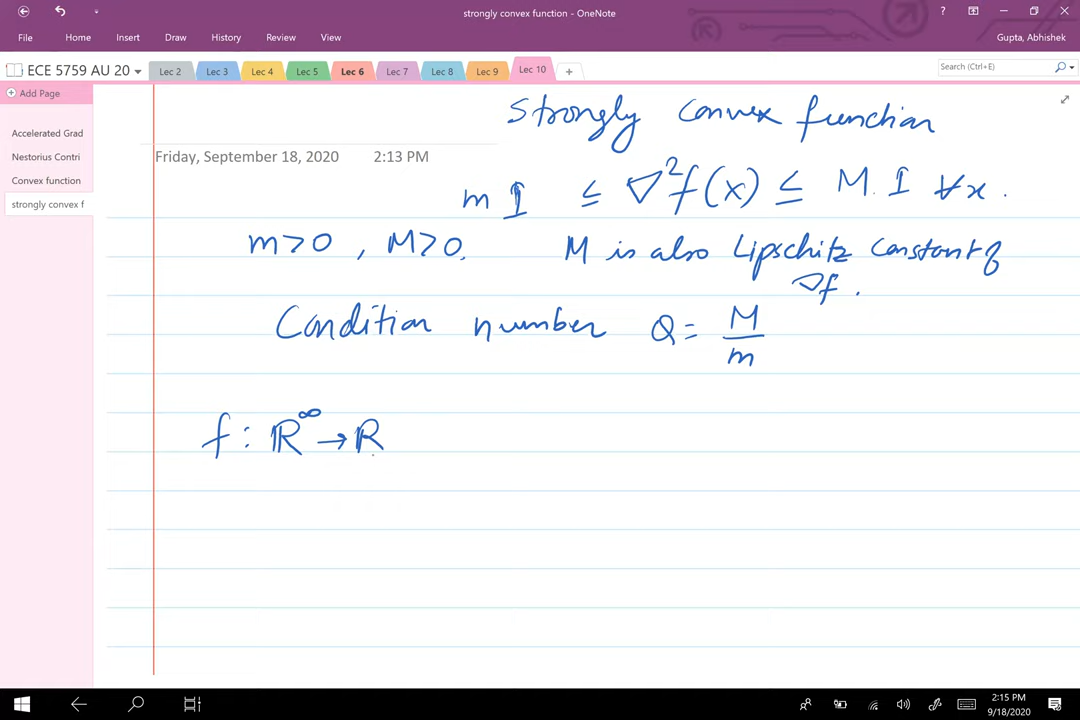 strongly convex function - OneNote
Gupta, Abhishek
File Home Insert Draw History Review View
ECE 5759 AU 20 Lec 2 Lec 3 Lec 4 Lec 5 Lec 6 Lec 7 Lec 8 Lec 9 Lec 10 Search (Ctrl+E)
Add Page
Accelerated Grad
Nestorius Contri
Convex function
strongly convex f
Strongly convex function
Friday, September 18, 2020 2:13 PM
m I ≤ ∇²f(x) ≤ M. I ∀x.
m>0, M>0. M is also Lipschitz constant of
∇f.
Condition number Q = M/m
f: ℝ^∞ → ℝ
2:15 PM
9/18/2020